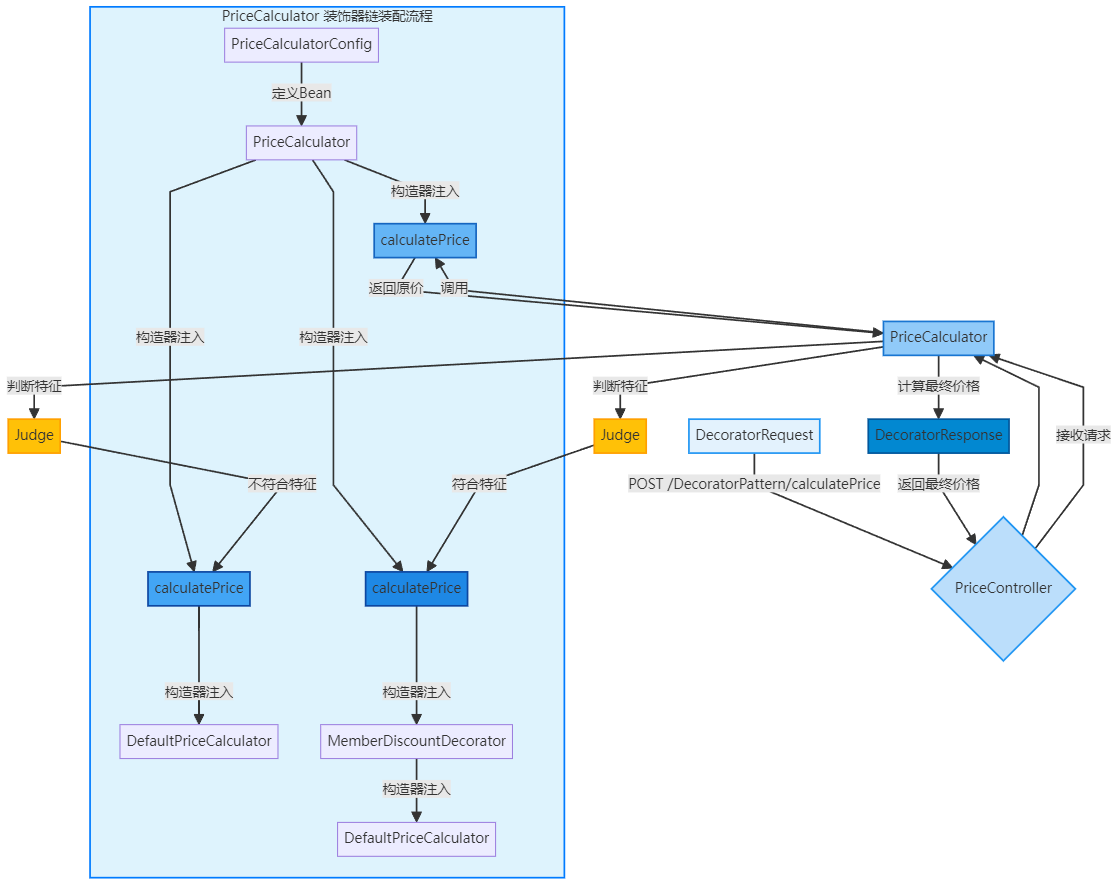 PriceCalculator 装饰器链装配流程
PriceCalculatorConfig
定义Bean
PriceCalculator
构造器注入
calculatePrice
返回原价
调用
构造器注入
构造器注入
PriceCalculator
判断特征
判断特征
计算最终价格
Judge
Judge
DecoratorRequest
DecoratorResponse
接收请求
不符合特征
符合特征
POST /DecoratorPattern/calculatePrice
返回最终价格
calculatePrice
calculatePrice
PriceController
构造器注入
构造器注入
DefaultPriceCalculator
MemberDiscountDecorator
构造器注入
DefaultPriceCalculator